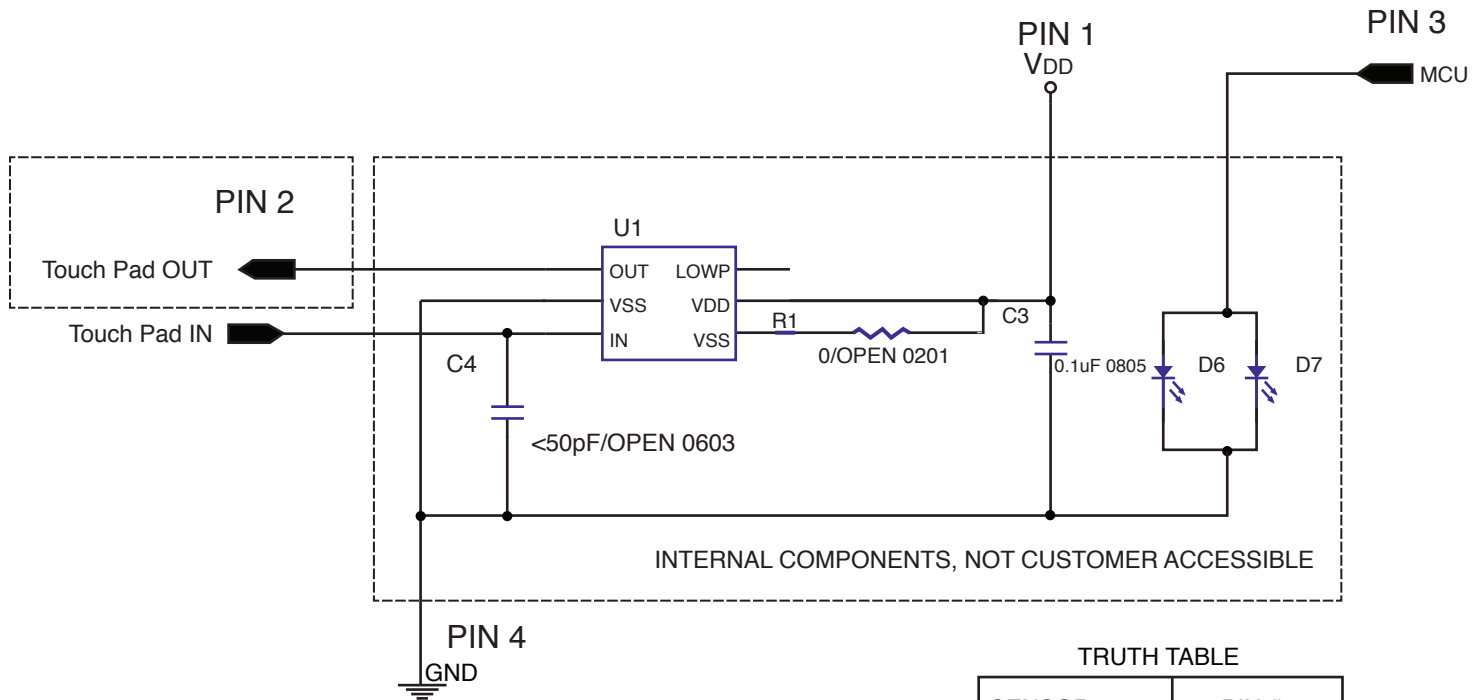 PIN 3
PIN 1
VDD
MCU
PIN 2
U1
Touch Pad OUT
OUT LOWP
VSS VDD
Touch Pad IN
IN VSS
R1
C3
0/OPEN 0201
0.1uF 0805
D6
D7
C4
<50pF/OPEN 0603
INTERNAL COMPONENTS, NOT CUSTOMER ACCESSIBLE
PIN 4
GND
TRUTH TABLE